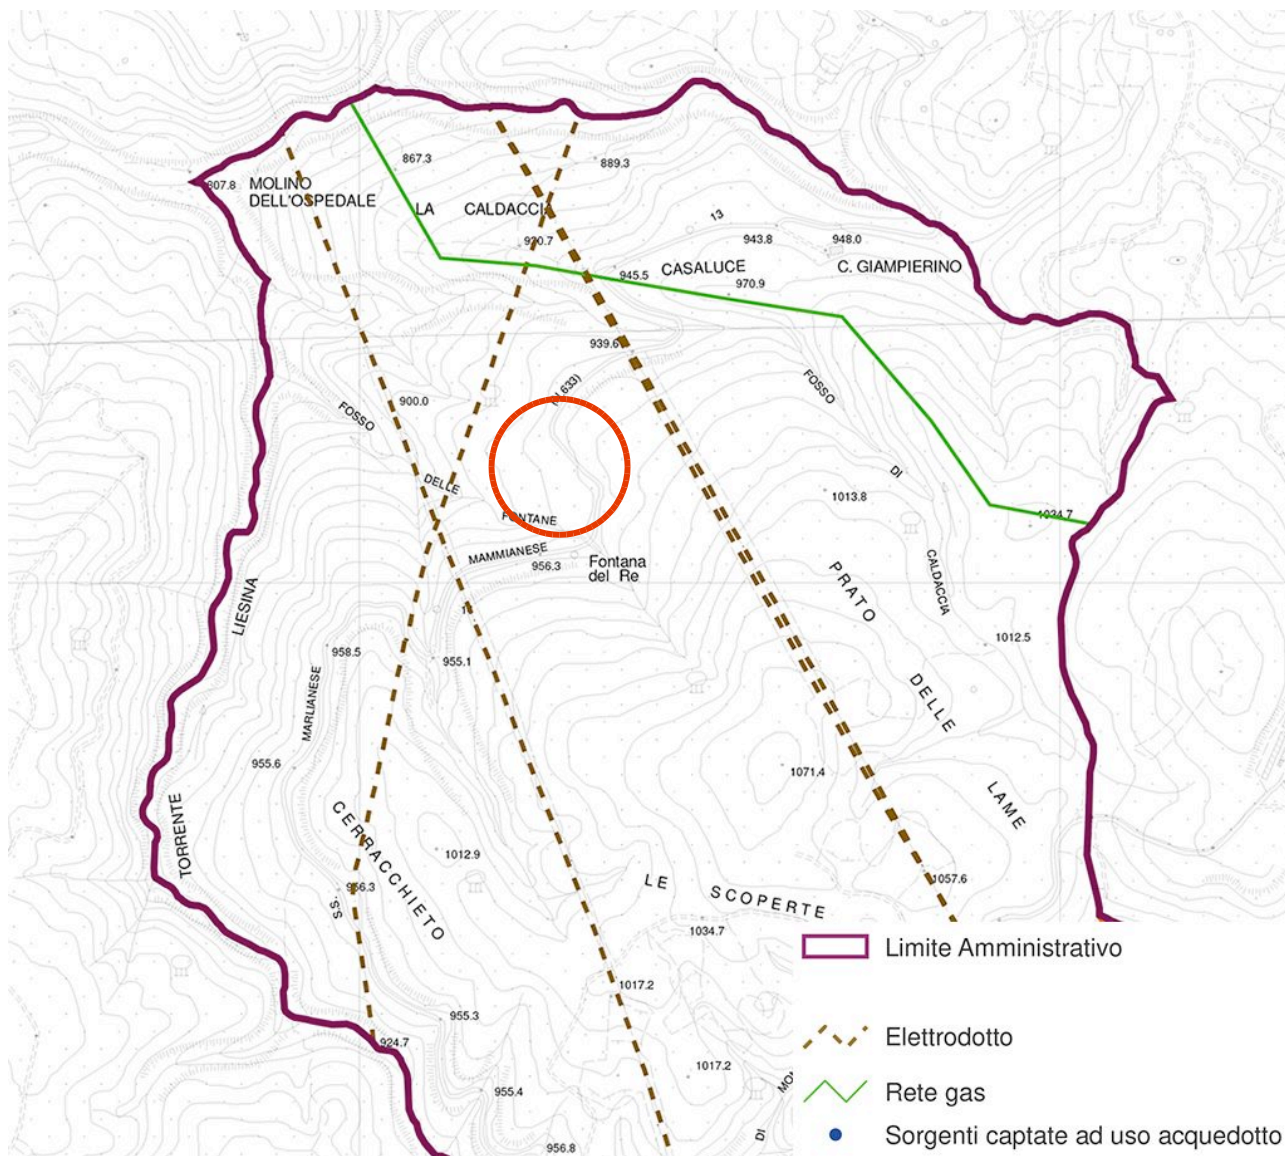 867.3
889.3
807.8
MOLINO
DELL'OSPEDALE
LA CALDACCIA
13
930.7
943.8
948.0
945.5
CASALUCE
970.9
C. GIAMPIERINO
939.6
FOSSO
900.0
FOSSO
DELLE
DI
1013.8
FONTANE
1034.7
MAMMIANESE
956.3
Fontana
del Re
PRATO
CALDACCIA
LIESINA
958.5
955.1
1012.5
MARLIANESE
DELLE
955.6
1071.4
LAME
TORRENTE
CERRACCHIETO
1012.9
956.3
S.S.
LE SCOPERTE
1057.6
1034.7
1017.2
955.3
924.7
1017.2
955.4
DI
956.8
Limite Amministrativo
Elettrodotto
Rete gas
Sorgenti captate ad uso acquedotto